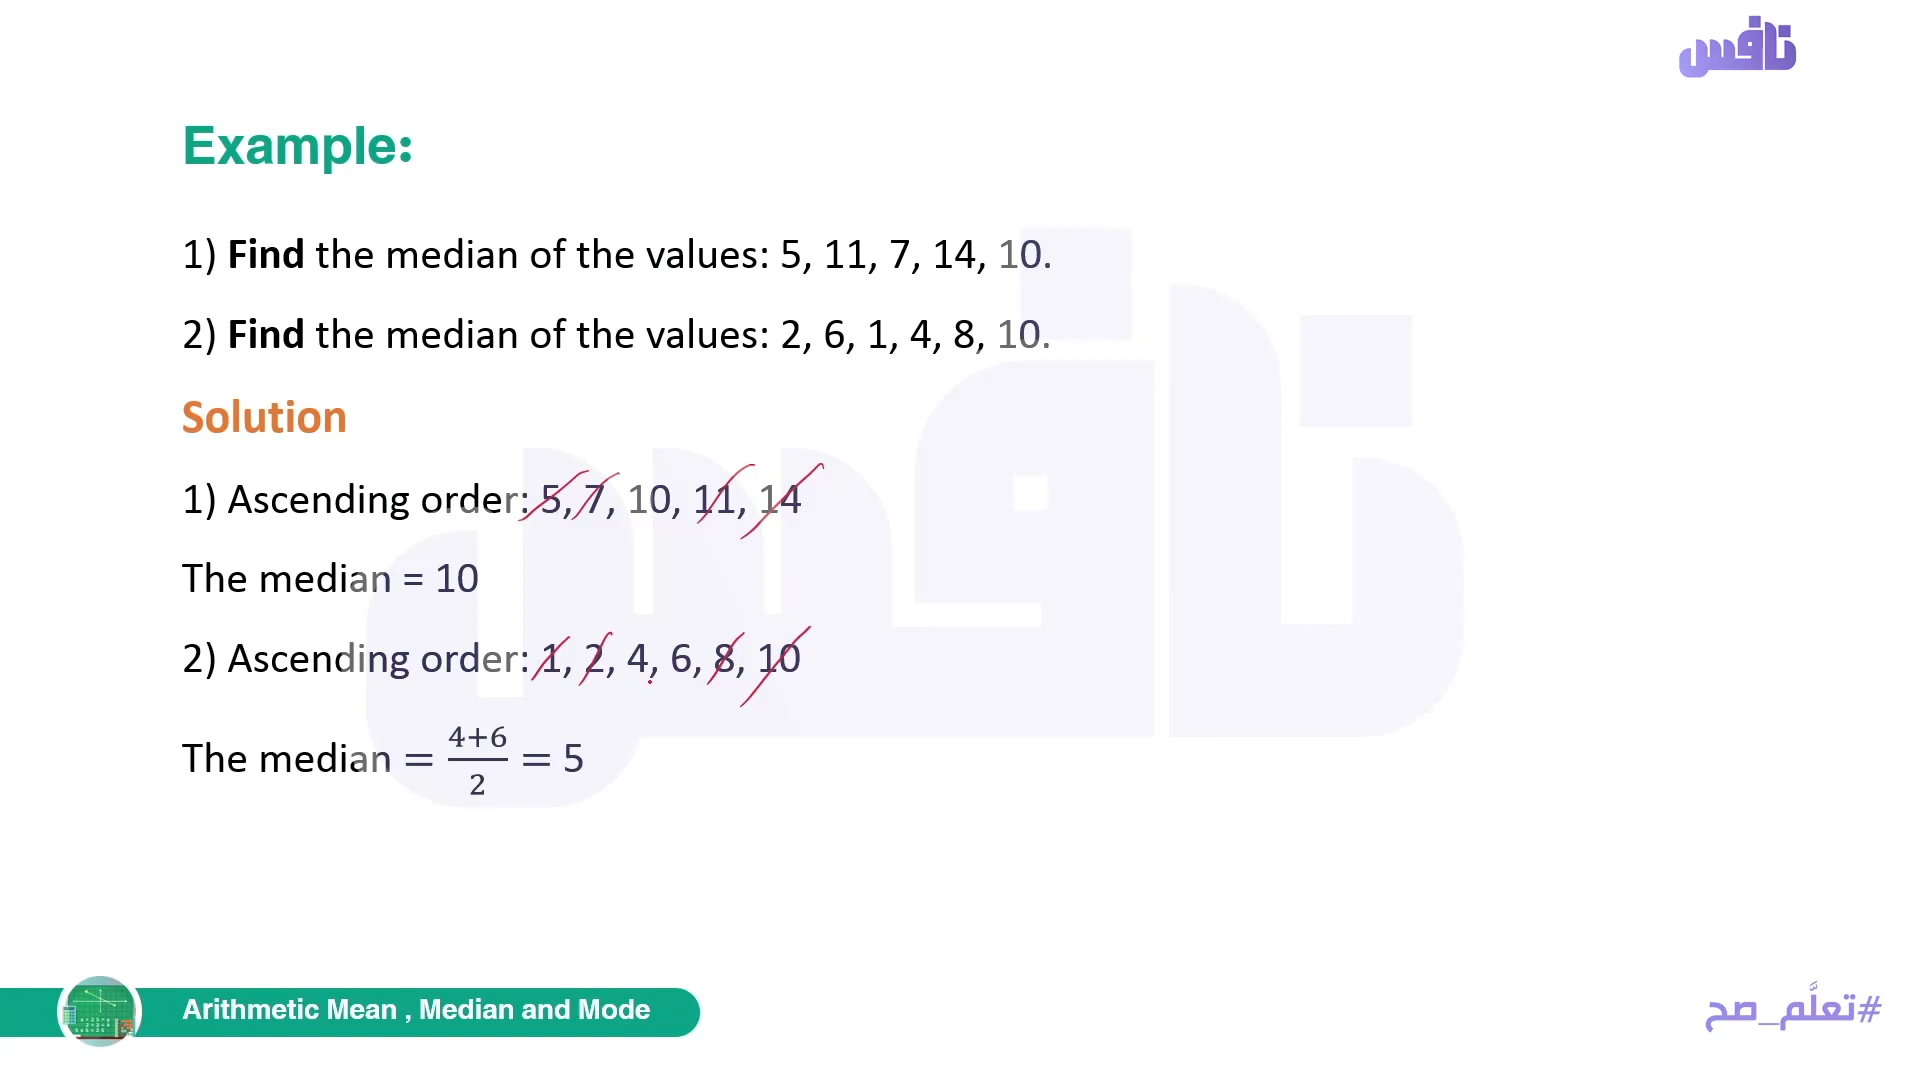 نافس
Example:
1) Find the median of the values: 5, 11, 7, 14, 10.
2) Find the median of the values: 2, 6, 1, 4, 8, 10.
Solution
1) Ascending order: 5, 7, 10, 11, 14
The median = 10
2) Ascending order: 1, 2, 4, 6, 8, 10
The median = \frac{4+6}{2} = 5
Arithmetic Mean , Median and Mode
#تعلَّم_صح